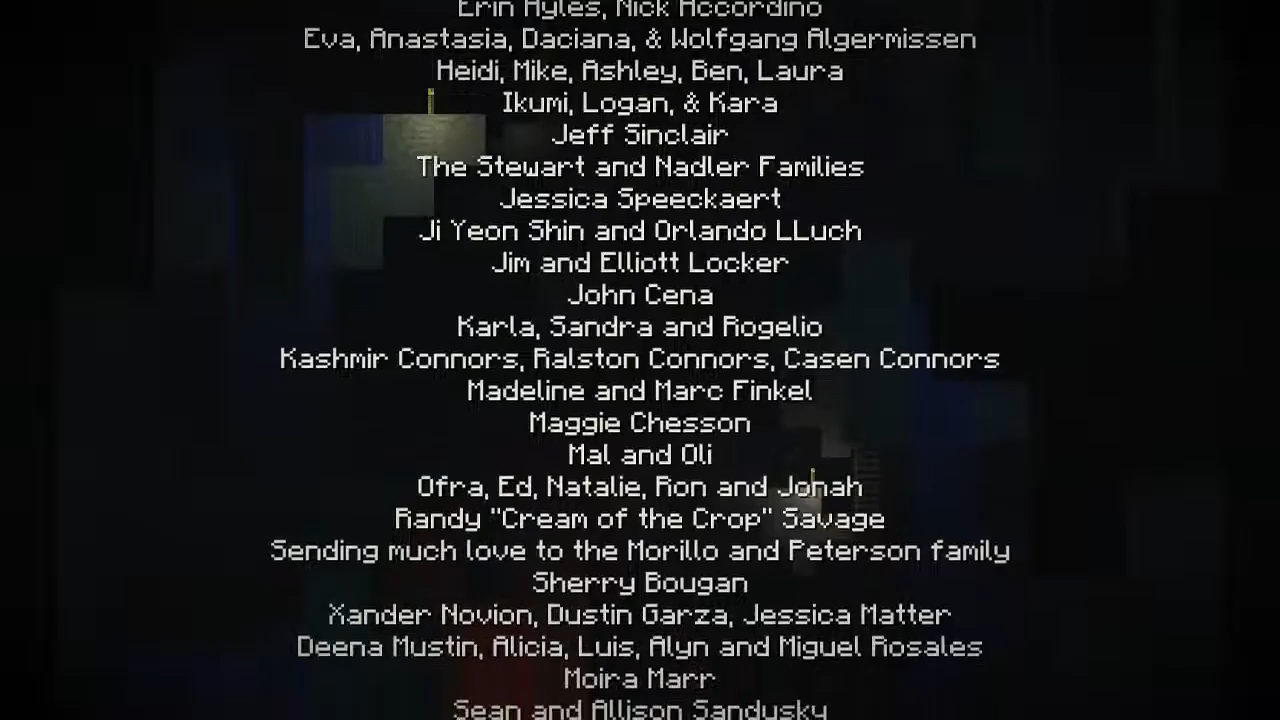 Erin Ayles, Nick Accordino
Eva, Anastasia, Daciana, & Wolfgang Algermissen
Heidi, Mike, Ashley, Ben, Laura
Ikumi, Logan, & Kara
Jeff Sinclair
The Stewart and Nadler Families
Jessica Speeckaert
Ji Yeon Shin and Orlando LLuch
Jim and Elliott Locker
John Cena
Karla, Sandra and Rogelio
Kashmir Connors, Ralston Connors, Casen Connors
Madeline and Marc Finkel
Maggie Chesson
Mal and Oli
Ofra, Ed, Natalie, Ron and Jonah
Randy "Cream of the Crop" Savage
Sending much love to the Morillo and Peterson family
Sherry Bougan
Xander Novion, Dustin Garza, Jessica Matter
Deena Mustin, Alicia, Luis, Alyn and Miguel Rosales
Moira Marr
Sean and Allison Sandusky